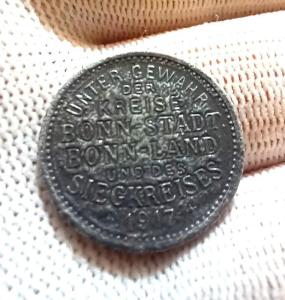 UNTER GEWÄHR
DER
KREISE
BONN-STADT
BONN-LAND
UND DES
SIEGKREISES
1917